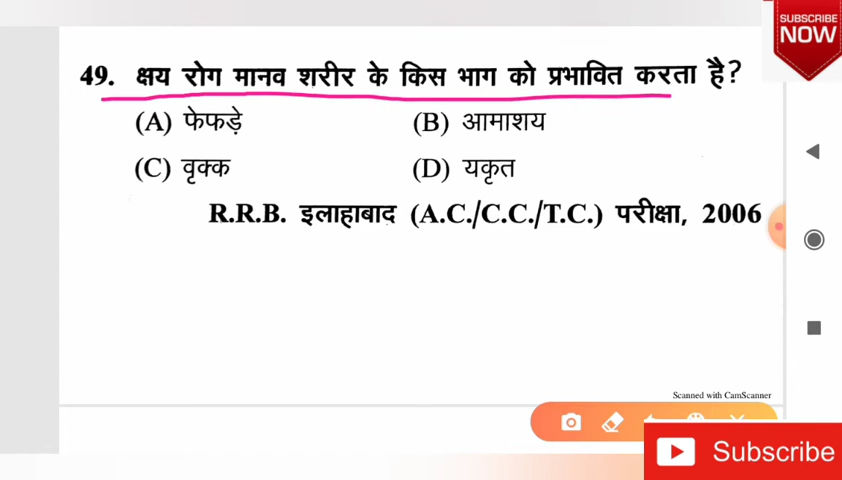 SUBSCRIBE
NOW
49. क्षय रोग मानव शरीर के किस भाग को प्रभावित करता है?
(A) फेफड़े (B) आमाशय
(C) वृक्क (D) यकृत
R.R.B. इलाहाबाद (A.C./C.C./T.C.) परीक्षा, 2006
Scanned with CamScanner
Subscribe